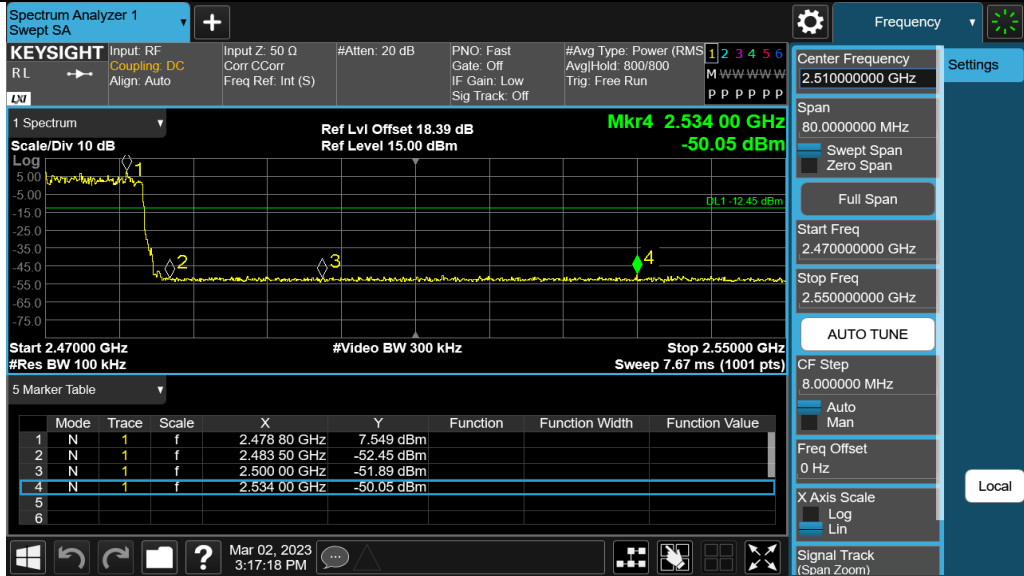 Spectrum Analyzer 1
Swept SA
+
Frequency
KEYSIGHT
R L
LXI
Input: RF
Coupling: DC
Align: Auto
Input Z: 50 Ω
Corr CCorr
Freq Ref: Int (S)
#Atten: 20 dB
PNO: Fast
Gate: Off
IF Gain: Low
Sig Track: Off
#Avg Type: Power (RMS
Avg|Hold: 800/800
Trig: Free Run
1 2 3 4 5 6
M W W W W W
P P P P P P
1 Spectrum
Scale/Div 10 dB
Ref Lvl Offset 18.39 dB
Ref Level 15.00 dBm
Mkr4 2.534 00 GHz
-50.05 dBm
Log
5.00
-5.00
-15.0
-25.0
-35.0
-45.0
-55.0
-65.0
-75.0
1
2
3
4
DL1 -12.45 dBm
Start 2.47000 GHz
#Video BW 300 kHz
Stop 2.55000 GHz
#Res BW 100 kHz
Sweep 7.67 ms (1001 pts)
5 Marker Table
Mode Trace Scale X Y Function Function Width Function Value
1 N 1 f 2.478 80 GHz 7.549 dBm
2 N 1 f 2.483 50 GHz -52.45 dBm
3 N 1 f 2.500 00 GHz -51.89 dBm
4 N 1 f 2.534 00 GHz -50.05 dBm
5
6
?
Mar 02, 2023
3:17:18 PM
Center Frequency
2.510000000 GHz
Settings
Span
80.0000000 MHz
Swept Span
Zero Span
Full Span
Start Freq
2.470000000 GHz
Stop Freq
2.550000000 GHz
AUTO TUNE
CF Step
8.000000 MHz
Auto
Man
Freq Offset
0 Hz
Local
X Axis Scale
Log
Lin
Signal Track
(Span Zoom)